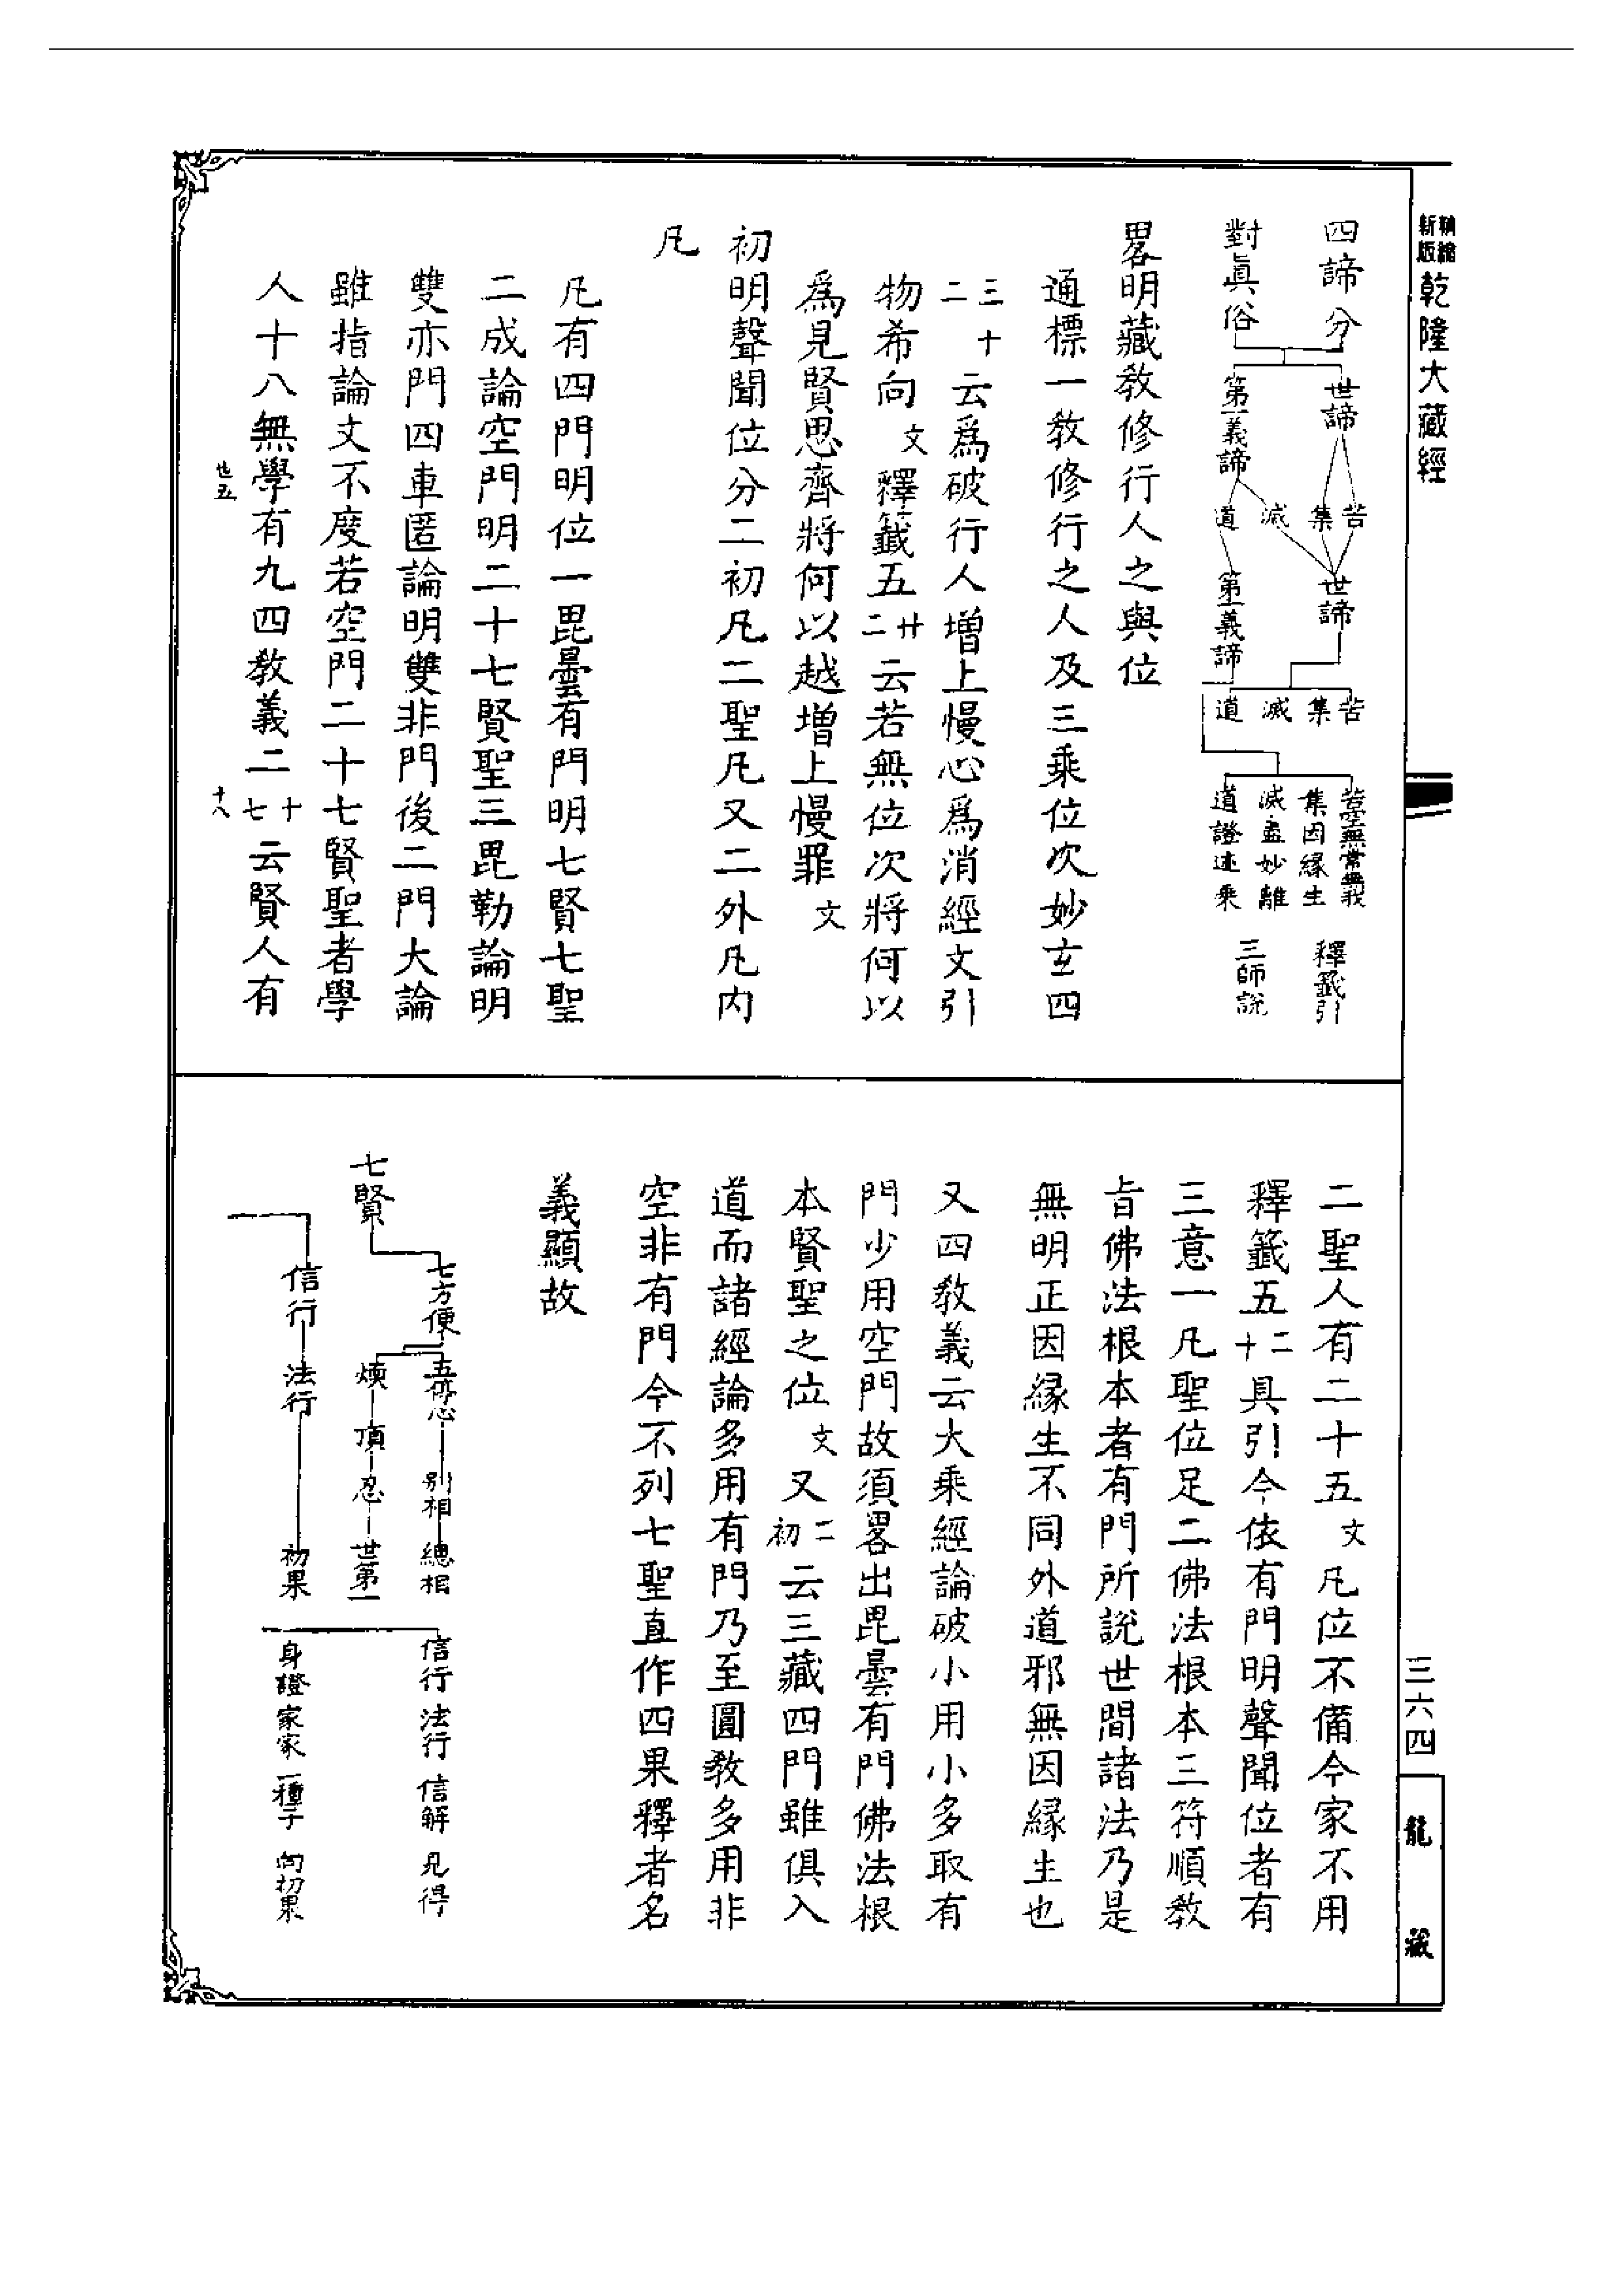 新版精縮乾隆大藏經
四諦分
對眞俗
世諦
第一義諦
苦
集
滅
道
世諦
第一義諦
苦
集
滅
道
集因緣生
滅盡妙離
道證迹乘
釋籤引
三師說
畧明藏教修行人之與位
通標一教修行之人及三乘位次妙玄四
三十二云為破行人增上慢心為消經文引
物希向文釋籤五廿二云若無位次將何以
為見賢思齊將何以越增上慢罪文
初明聲聞位分二初凡二聖凡又二外凡內
凡
凡有四門明位一毘曇有門明七賢七聖
二成論空門明二十七賢聖三毘勒論明
雙亦門四車匿論明雙非門後二門大論
雖指論文不度若空門二十七賢聖者學
人十八無學有九四教義二十七云賢人有
十八
二聖人有二十五文凡位不備今家不用
釋籤五二十具引今依有門明聲聞位者有
三意一凡聖位足二佛法根本三符順教
旨佛法根本者有門所說世間諸法乃是
無明正因緣生不同外道邪無因緣生也
又四教義云大乘經論破小用小多取有
門少用空門故須畧出毘曇有門佛法根
本賢聖之位文又二初云三藏四門雖俱入
道而諸經論多用有門乃至圓教多用非
空非有門今不列七聖直作四果釋者名
義顯故
七賢
七方便
五停心
別相
總相
煗
頂
忍
世第一
信行
法行
初果
信行
法行
信解
見得
身證
家家
一種子
向初果
三六四
龍藏